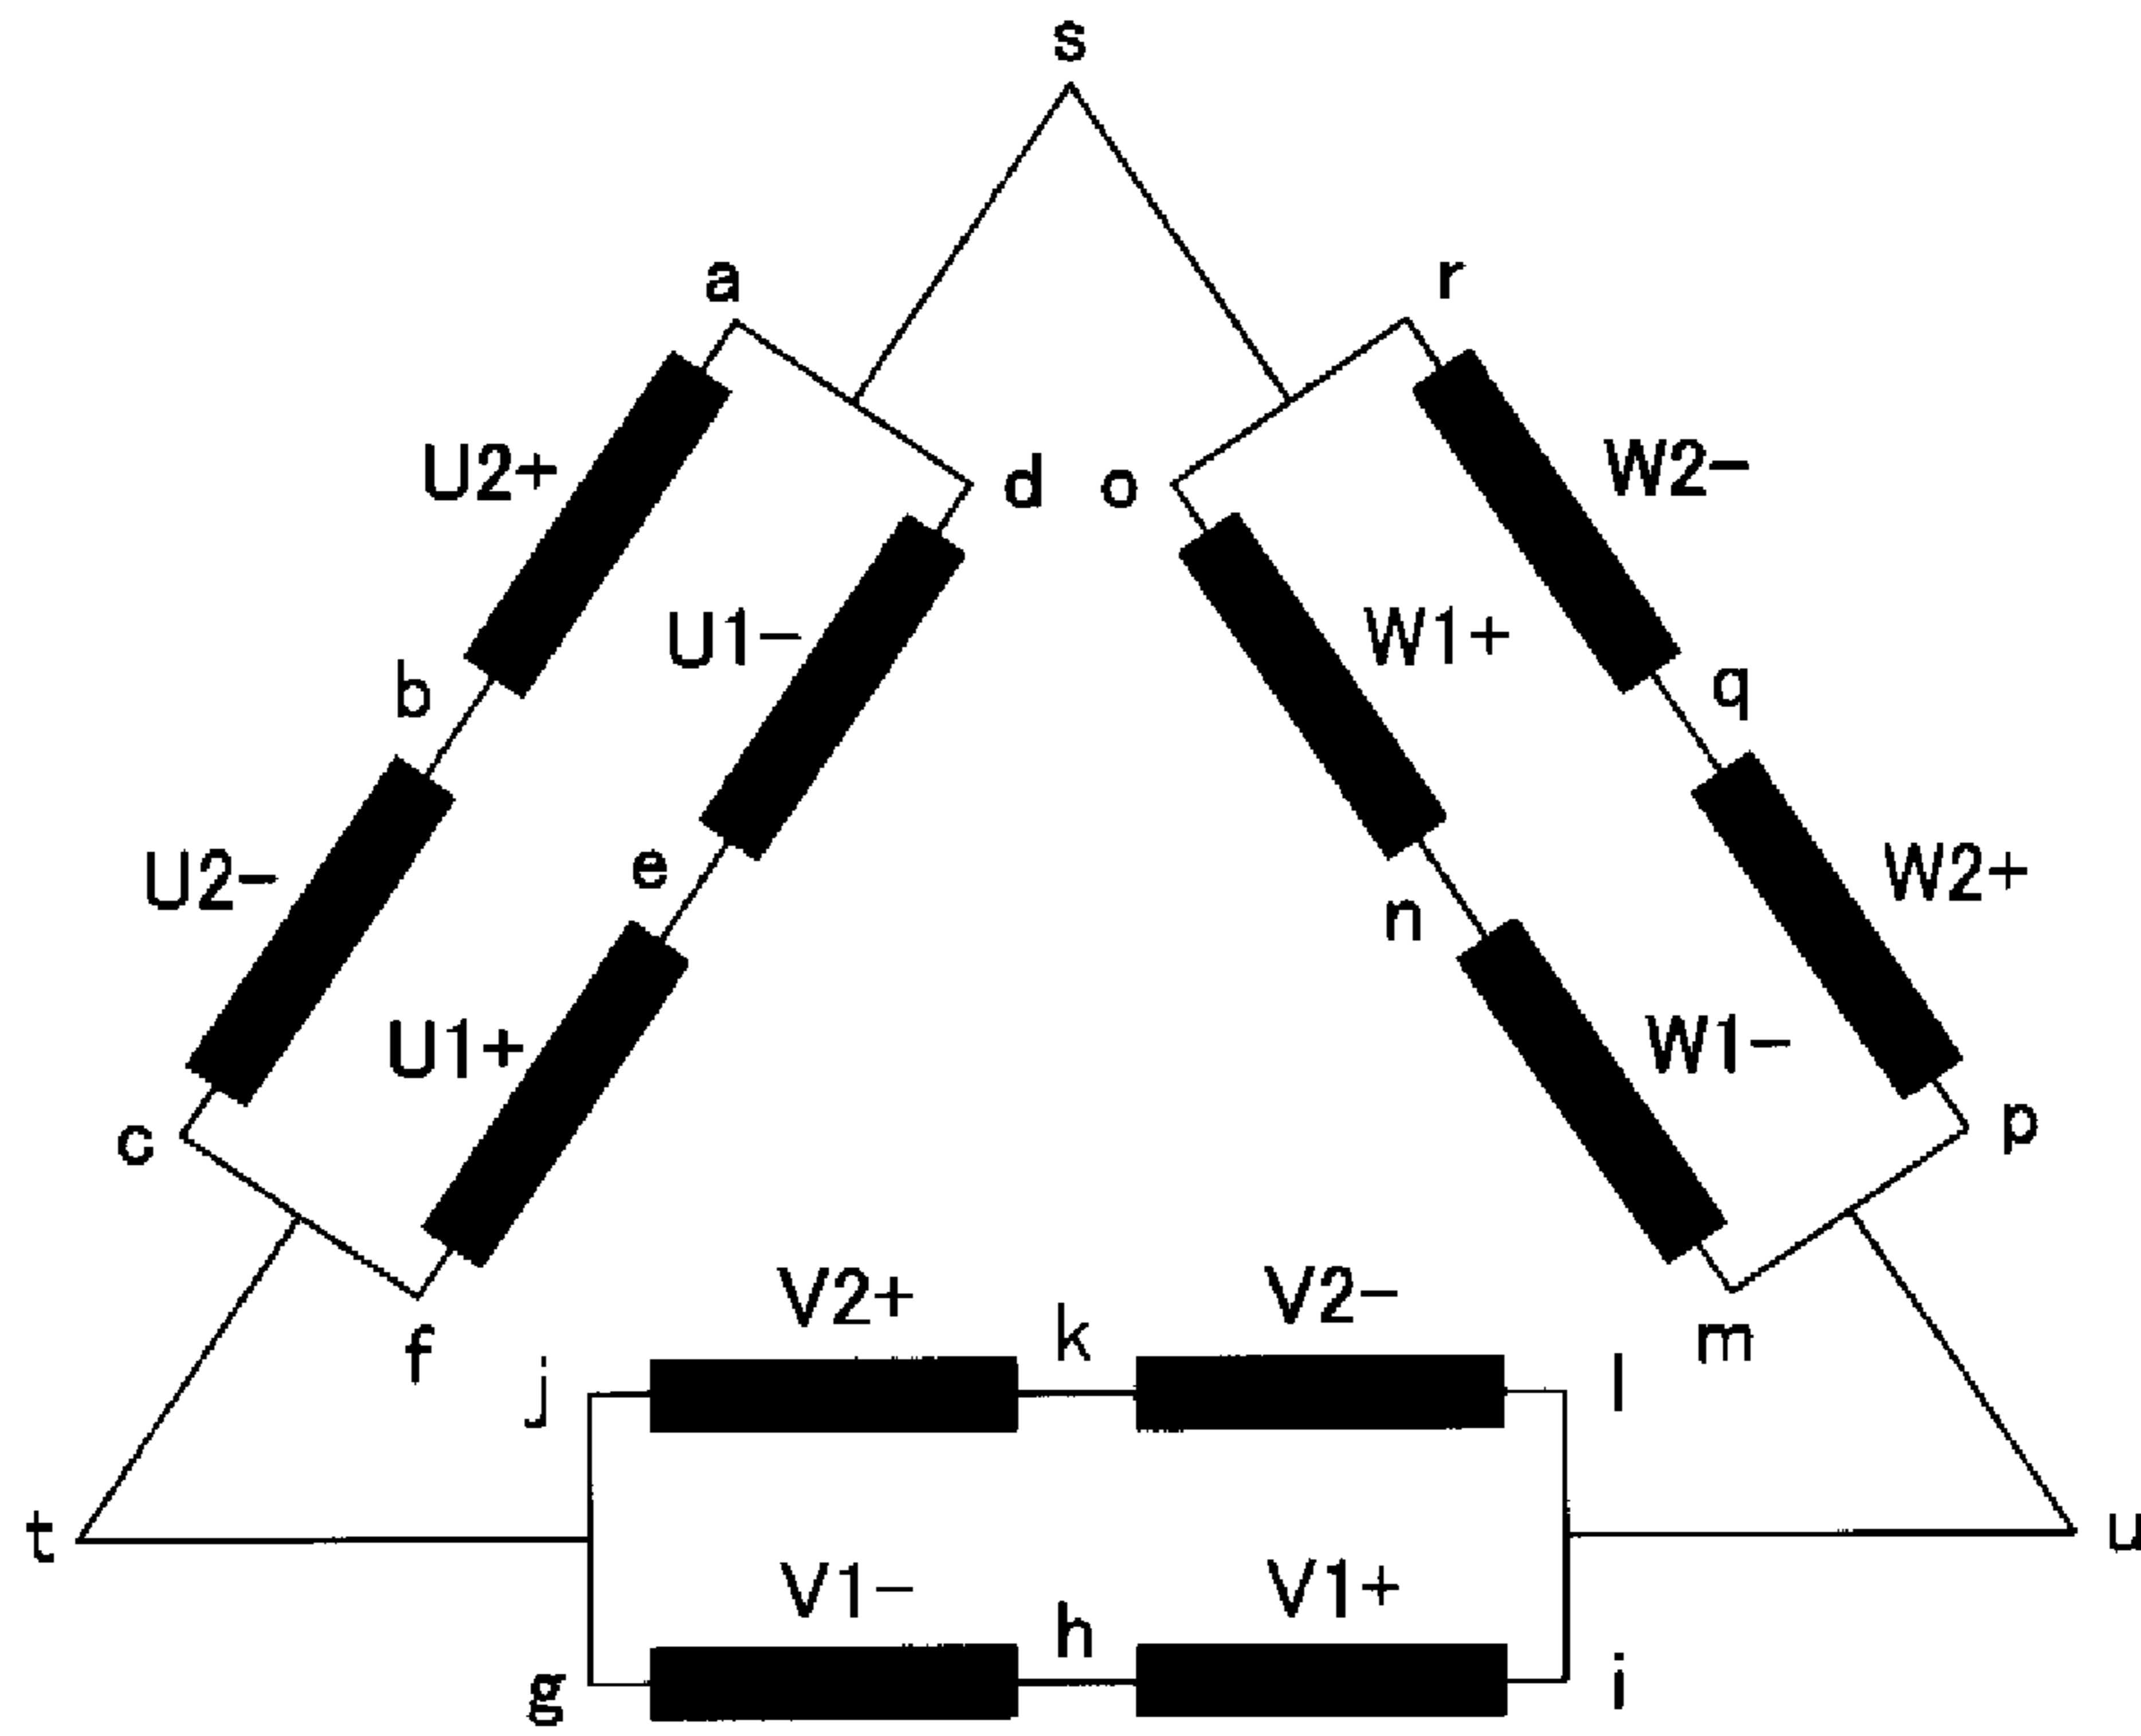 s
a
r
U2+
d
o
W2-
U1-
W1+
b
q
U2-
e
n
W2+
U1+
W1-
c
p
f
m
V2+
k
V2-
j
l
t
u
V1-
h
V1+
g
i